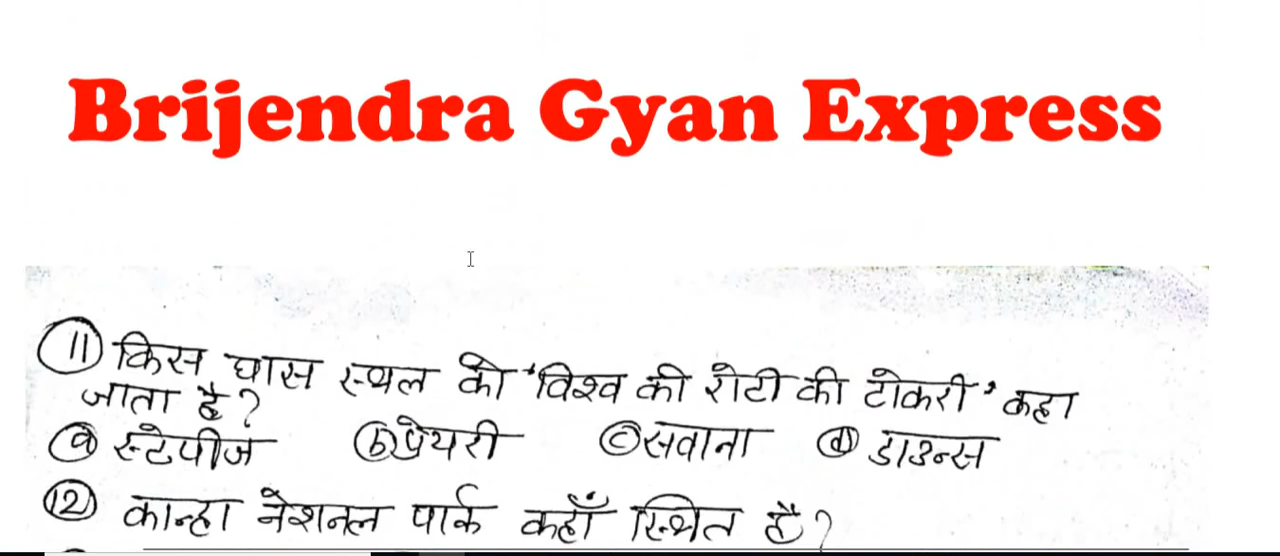 Brijendra Gyan Express
(11) किस घास स्थल को 'विश्व की रोटी की टोकरी' कहा
जाता है?
(a) स्टेपीज (b) प्रेयरी (c) सवाना (d) डाउन्स
(12) कान्हा नेशनल पार्क कहाँ स्थित है?